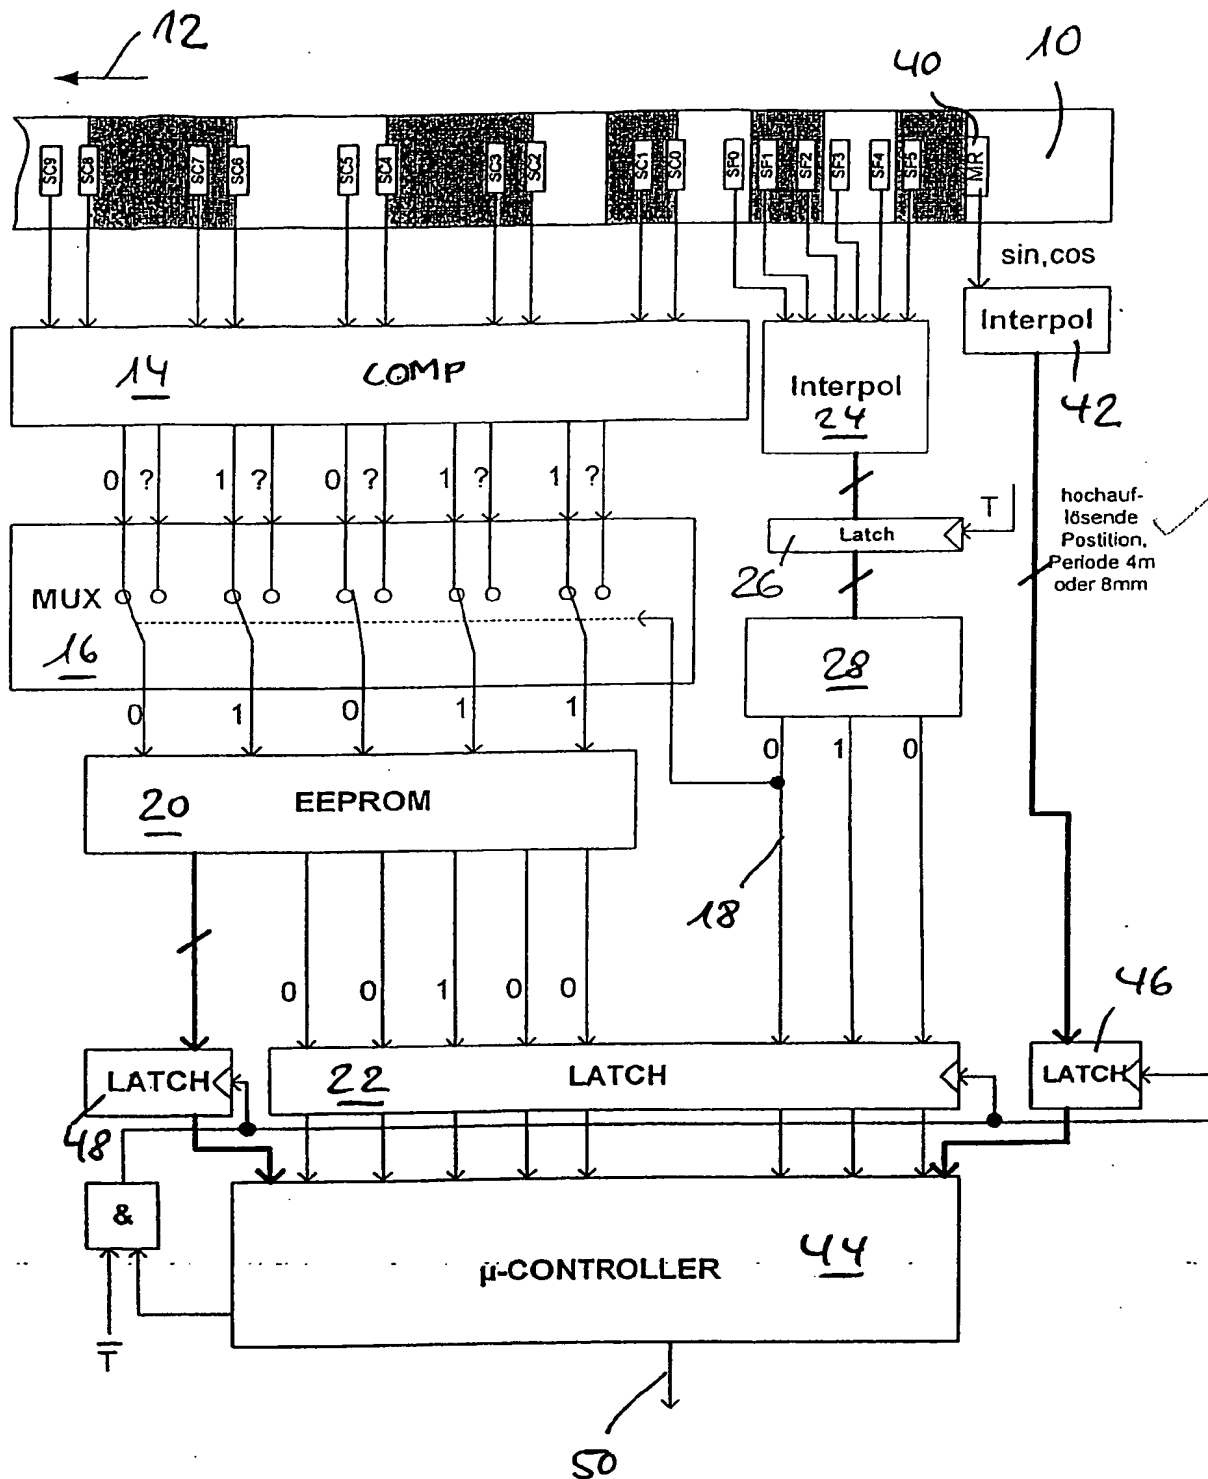 12
10
40
SC9 SC8 SC7 SC6 SC5 SC4 SC3 SC2 SC1 SC0 SF0 SF1 SF2 SF3 SF4 SF5 MR
sin,cos
14 COMP
Interpol
24
Interpol
42
0 ? 1 ? 0 ? 1 ? 1 ?
T
Latch
26
hochauf-
lösende
Postition,
Periode 4m
oder 8mm
MUX
16
28
0 1 0 1 1
0 1 0
20 EEPROM
18
0 0 1 0 0
46
LATCH
48
22 LATCH
LATCH
&
µ-CONTROLLER 44
T
50